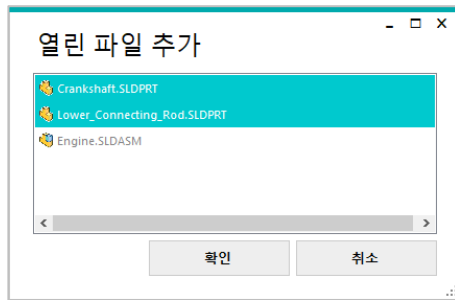 열린 파일 추가
Crankshaft.SLDPRT
Lower_Connecting_Rod.SLDPRT
Engine.SLDASM
확인 취소